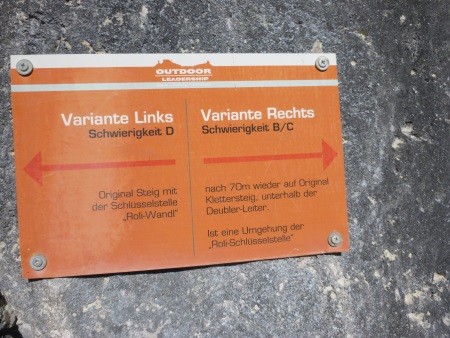 OUTDOOR
LEADERSHIP
Variante Links
Schwierigkeit D
Original Steig mit
der Schlüsselstelle
„Roli-Wandl"
Variante Rechts
Schwierigkeit B/C
nach 70m wieder auf Original
Klettersteig, unterhalb der
Deubler-Leiter.
Ist eine Umgehung der
„Roli-Schlüsselstelle"